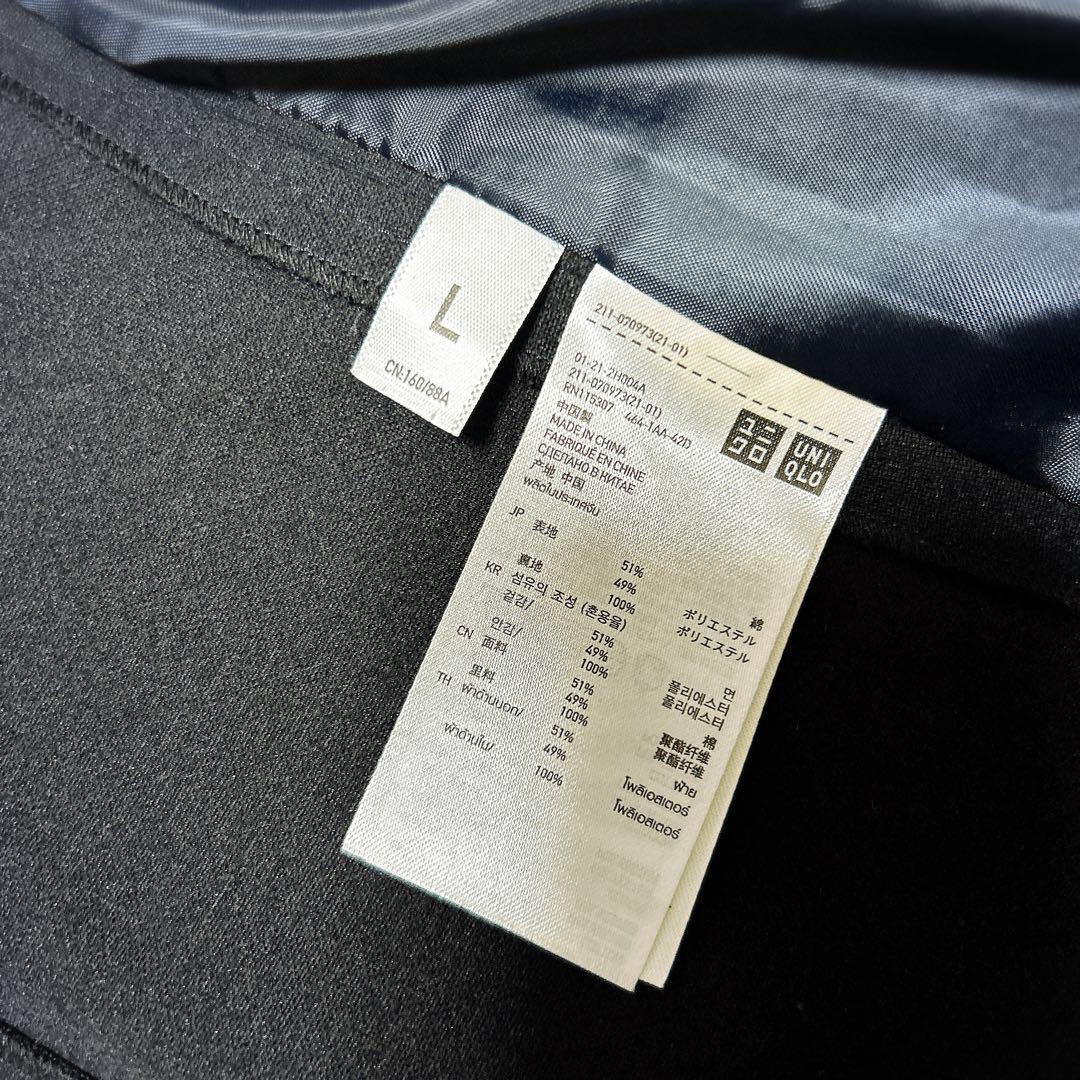 L
CN:160/88A
211-070973(21-01)
01-21-2H004A
211-070973(21-01)
RN115307 464-1AA-42D
ユニクロ
UNIQLO
中国製
MADE IN CHINA
FABRIQUÉ EN CHINE
СДЕЛАНО В КИТАЕ
产地 中国
ผลิตในประเทศจีน
JP 表地 51% 綿
49% ポリエステル
裏地 100% ポリエステル
KR 섬유의 조성 (혼용율)
겉감/ 51% 면
49% 폴리에스터
안감/ 100% 폴리에스터
CN 面料 51% 棉
49% 聚酯纤维
里料 100% 聚酯纤维
TH ผ้าด้านนอก/ 51% ฝ้าย
49% โพลีเอสเตอร์
ผ้าด้านใน/ 100% โพลีเอสเตอร์